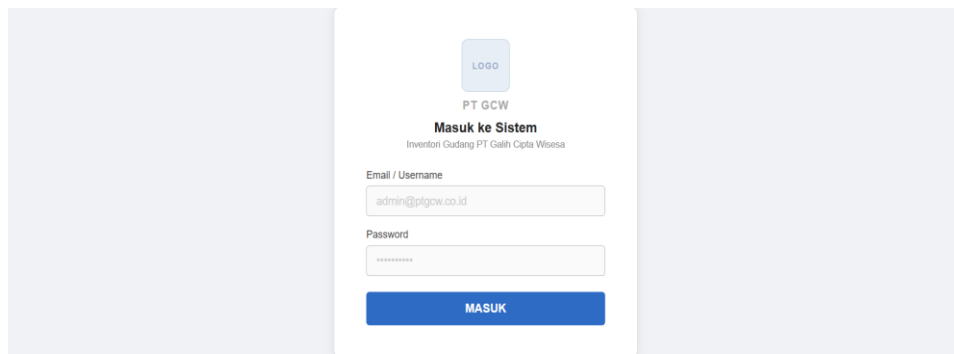 LOGO
PT GCW
Masuk ke Sistem
Inventori Gudang PT Galih Cipta Wisesa
Email / Username
admin@ptgcw.co.id
Password
••••••••••
MASUK